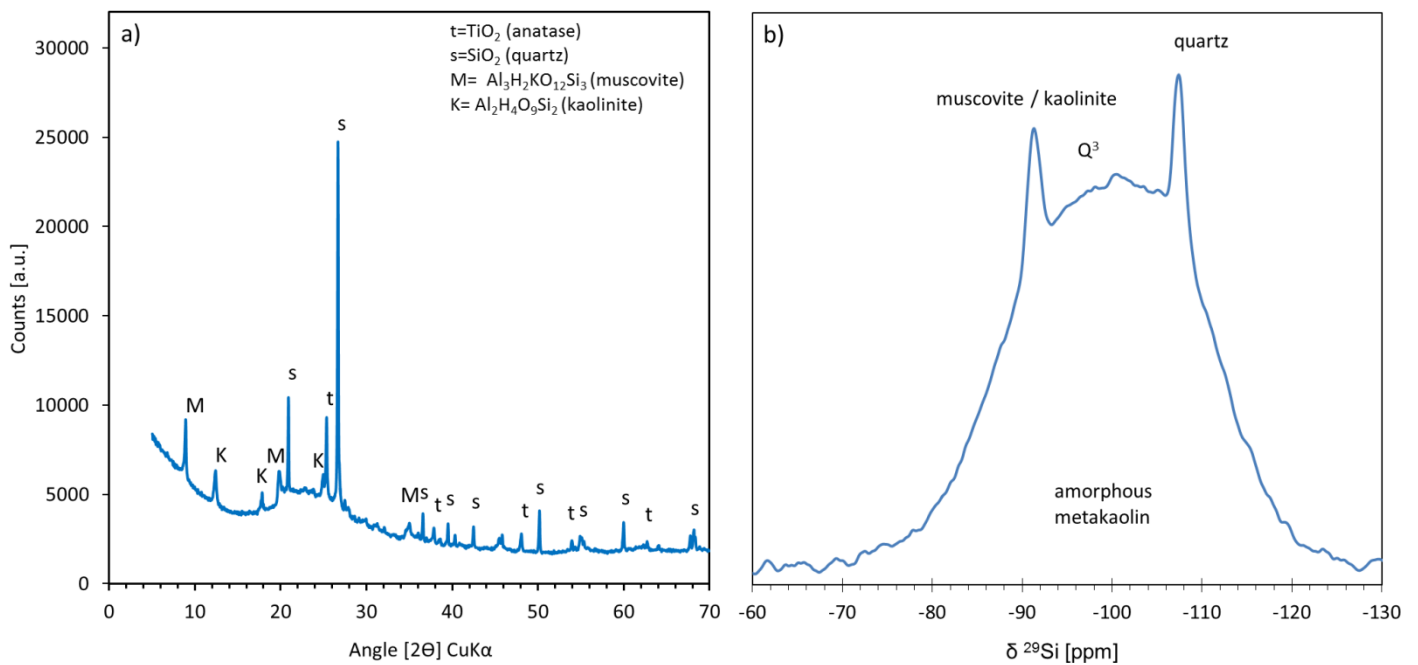 a)
t=TiO2 (anatase)
s=SiO2 (quartz)
M= Al3H2KO12Si3 (muscovite)
K= Al2H4O9Si2 (kaolinite)
30000
25000
20000
15000
10000
5000
0
Counts [a.u.]
M
K
K
M
s
K
t
s
M
s
t
s
s
t
s
t
s
s
t
s
0 10 20 30 40 50 60 70
Angle [2Θ] CuKα
b)
quartz
muscovite / kaolinite
Q3
amorphous
metakaolin
-60 -70 -80 -90 -100 -110 -120 -130
δ 29Si [ppm]